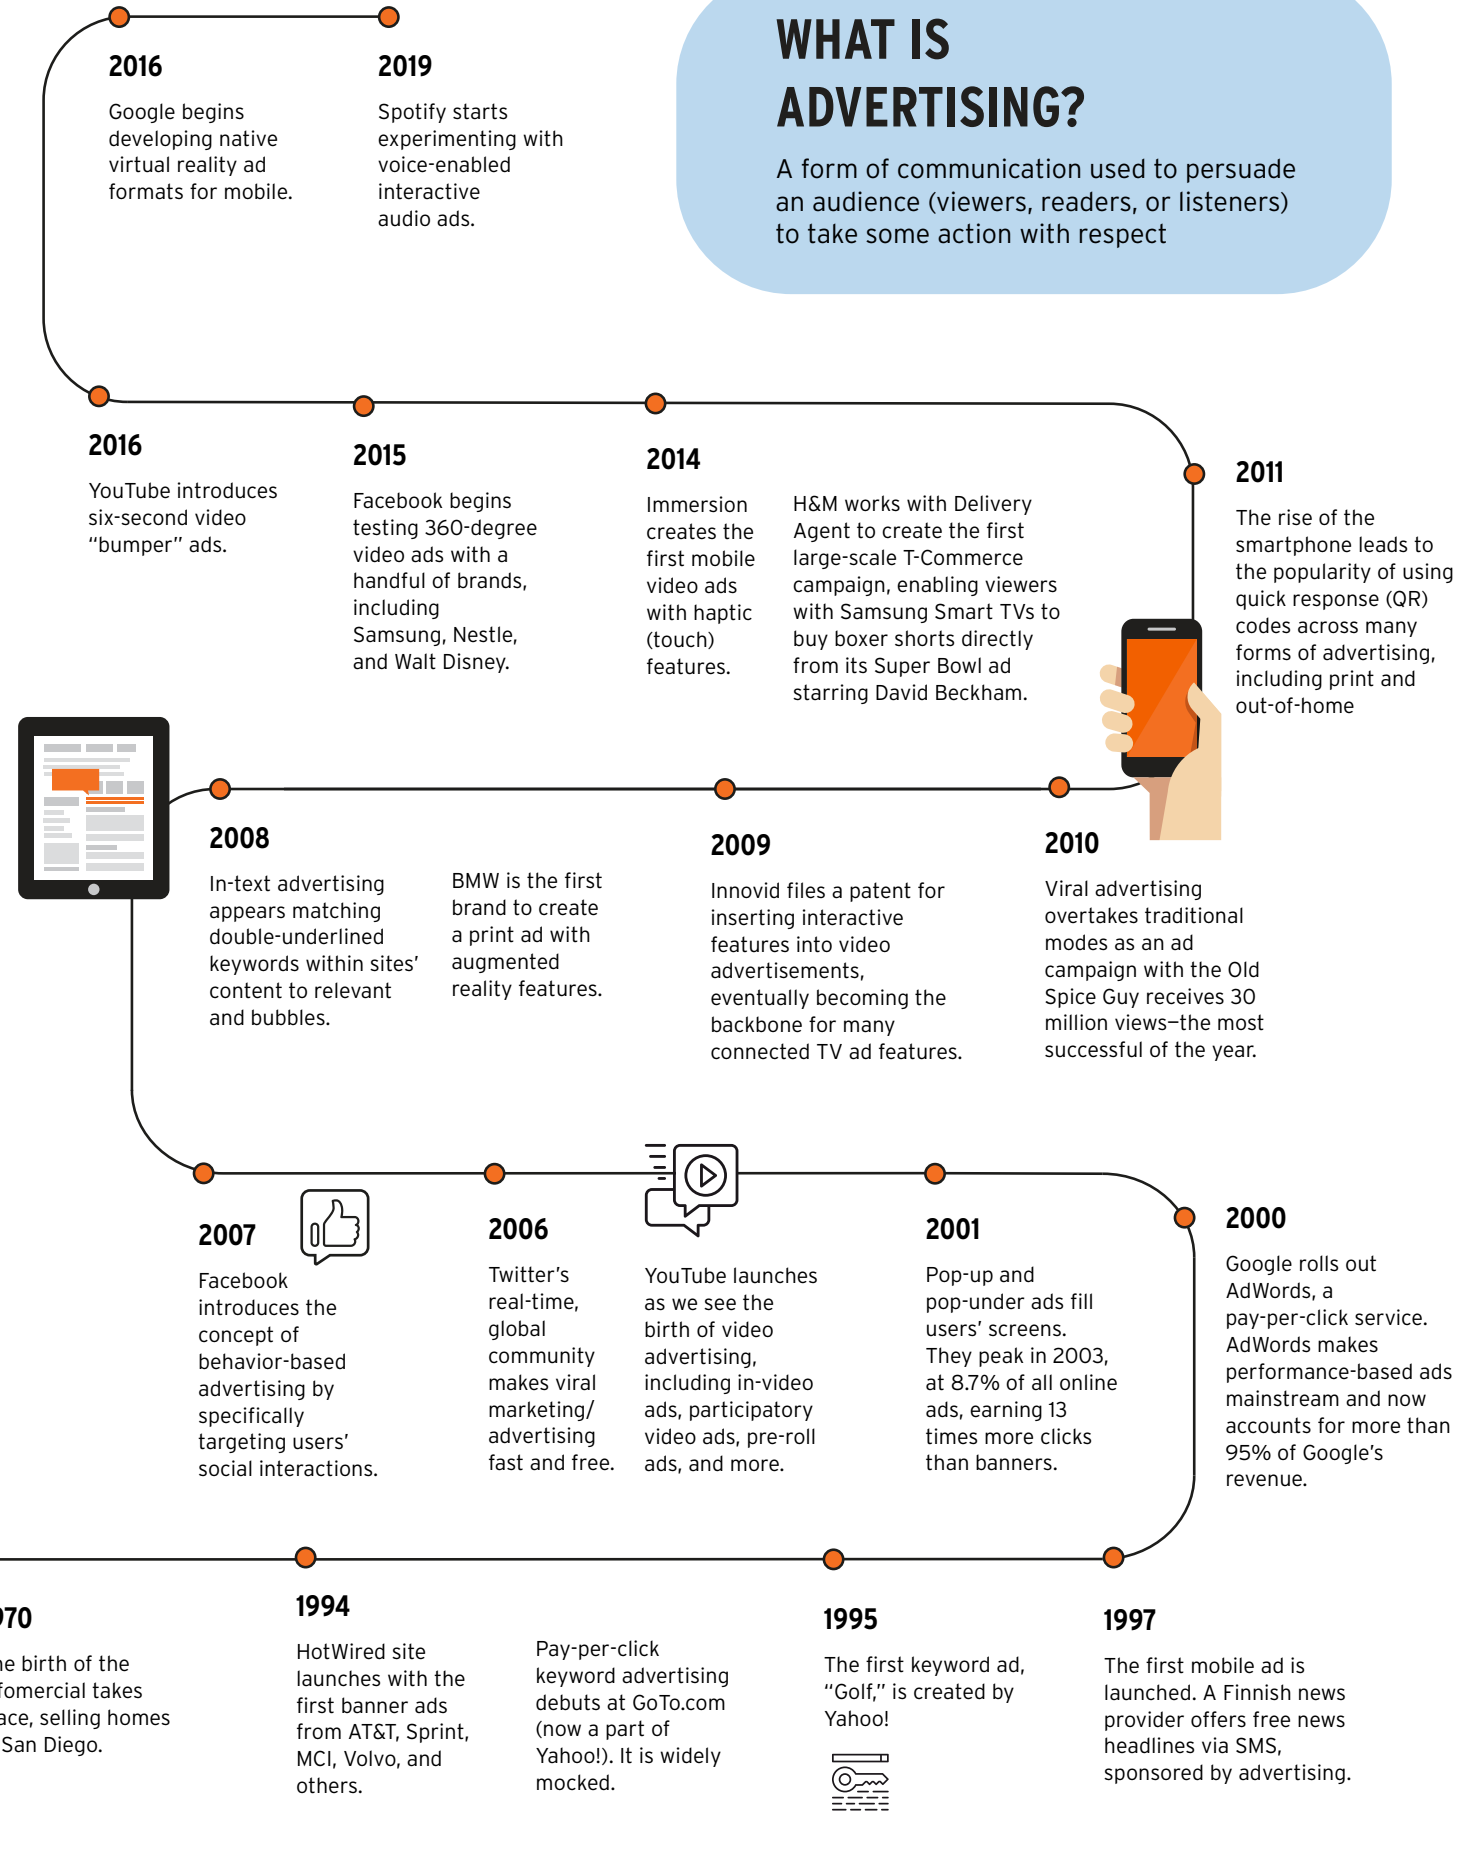 WHAT IS
ADVERTISING?
A form of communication used to persuade
an audience (viewers, readers, or listeners)
to take some action with respect
2016
Google begins
developing native
virtual reality ad
formats for mobile.
2019
Spotify starts
experimenting with
voice-enabled
interactive
audio ads.
2016
YouTube introduces
six-second video
“bumper” ads.
2015
Facebook begins
testing 360-degree
video ads with a
handful of brands,
including
Samsung, Nestle,
and Walt Disney.
2014
Immersion
creates the
first mobile
video ads
with haptic
(touch)
features.
H&M works with Delivery
Agent to create the first
large-scale T-Commerce
campaign, enabling viewers
with Samsung Smart TVs to
buy boxer shorts directly
from its Super Bowl ad
starring David Beckham.
2011
The rise of the
smartphone leads to
the popularity of using
quick response (QR)
codes across many
forms of advertising,
including print and
out-of-home
2008
In-text advertising
appears matching
double-underlined
keywords within sites’
content to relevant
and bubbles.
BMW is the first
brand to create
a print ad with
augmented
reality features.
2009
Innovid files a patent for
inserting interactive
features into video
advertisements,
eventually becoming the
backbone for many
connected TV ad features.
2010
Viral advertising
overtakes traditional
modes as an ad
campaign with the Old
Spice Guy receives 30
million views—the most
successful of the year.
2007
Facebook
introduces the
concept of
behavior-based
advertising by
specifically
targeting users’
social interactions.
2006
Twitter’s
real-time,
global
community
makes viral
marketing/
advertising
fast and free.
YouTube launches
as we see the
birth of video
advertising,
including in-video
ads, participatory
video ads, pre-roll
ads, and more.
2001
Pop-up and
pop-under ads fill
users’ screens.
They peak in 2003,
at 8.7% of all online
ads, earning 13
times more clicks
than banners.
2000
Google rolls out
AdWords, a
pay-per-click service.
AdWords makes
performance-based ads
mainstream and now
accounts for more than
95% of Google’s
revenue.
970
birth of the
fomercial takes
ace, selling homes
San Diego.
1994
HotWired site
launches with the
first banner ads
from AT&T, Sprint,
MCI, Volvo, and
others.
Pay-per-click
keyword advertising
debuts at GoTo.com
(now a part of
Yahoo!). It is widely
mocked.
1995
The first keyword ad,
“Golf,” is created by
Yahoo!
1997
The first mobile ad is
launched. A Finnish news
provider offers free news
headlines via SMS,
sponsored by advertising.